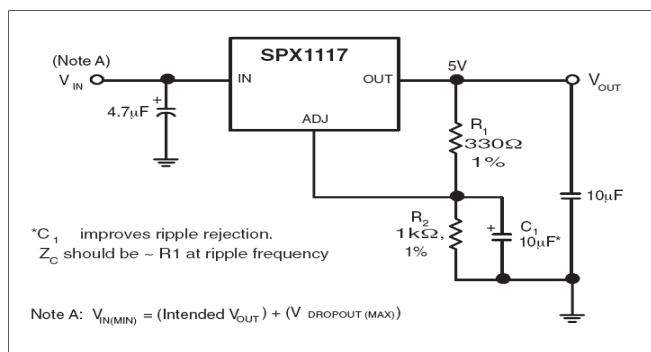 SPX1117
(Note A)
V IN
IN
OUT
ADJ
5V
V OUT
4.7µF
+
R1
330Ω
1%
10µF
R2
1kΩ,
1%
+
C1
10µF*
*C 1 improves ripple rejection.
ZC should be ~ R1 at ripple frequency
Note A: VIN(MIN) = (Intended VOUT) + (V DROPOUT (MAX))